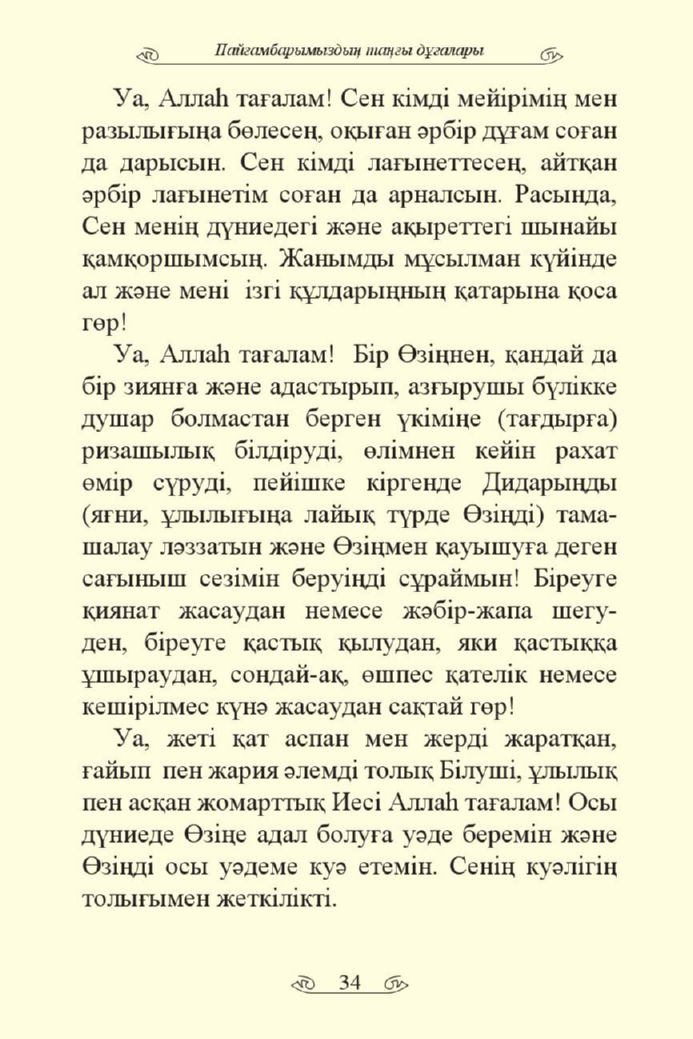 Пайғамбарымыздың таңғы дұғалары
Уа, Аллаһ тағалам! Сен кімді мейірімің мен
разылығыңа бөлесең, оқыған әрбір дұғам соған
да дарысын. Сен кімді лағынеттесең, айтқан
әрбір лағынетім соған да арналсын. Расында,
Сен менің дүниедегі және ақыреттегі шынайы
қамқоршымсың. Жанымды мұсылман күйінде
ал және мені ізгі құлдарыңның қатарына қоса
гөр!
Уа, Аллаһ тағалам! Бір Өзіңнен, қандай да
бір зиянға және адастырып, азғырушы бүлікке
душар болмастан берген үкіміңе (тағдырға)
ризашылық білдіруді, өлімнен кейін рахат
өмір сүруді, пейішке кіргенде Дидарыңды
(яғни, ұлылығыңа лайық түрде Өзіңді) тама-
шалау ләззатын және Өзіңмен қауышуға деген
сағыныш сезімін беруіңді сұраймын! Біреуге
қиянат жасаудан немесе жәбір-жапа шегу-
ден, біреуге қастық қылудан, яки қастыққа
ұшыраудан, сондай-ақ, өшпес қателік немесе
кешірілмес күнә жасаудан сақтай гөр!
Уа, жеті қат аспан мен жерді жаратқан,
ғайып пен жария әлемді толық Білуші, ұлылық
пен асқан жомарттық Иесі Аллаһ тағалам! Осы
дүниеде Өзіңе адал болуға уәде беремін және
Өзіңді осы уәдеме куә етемін. Сенің куәлігің
толығымен жеткілікті.
34